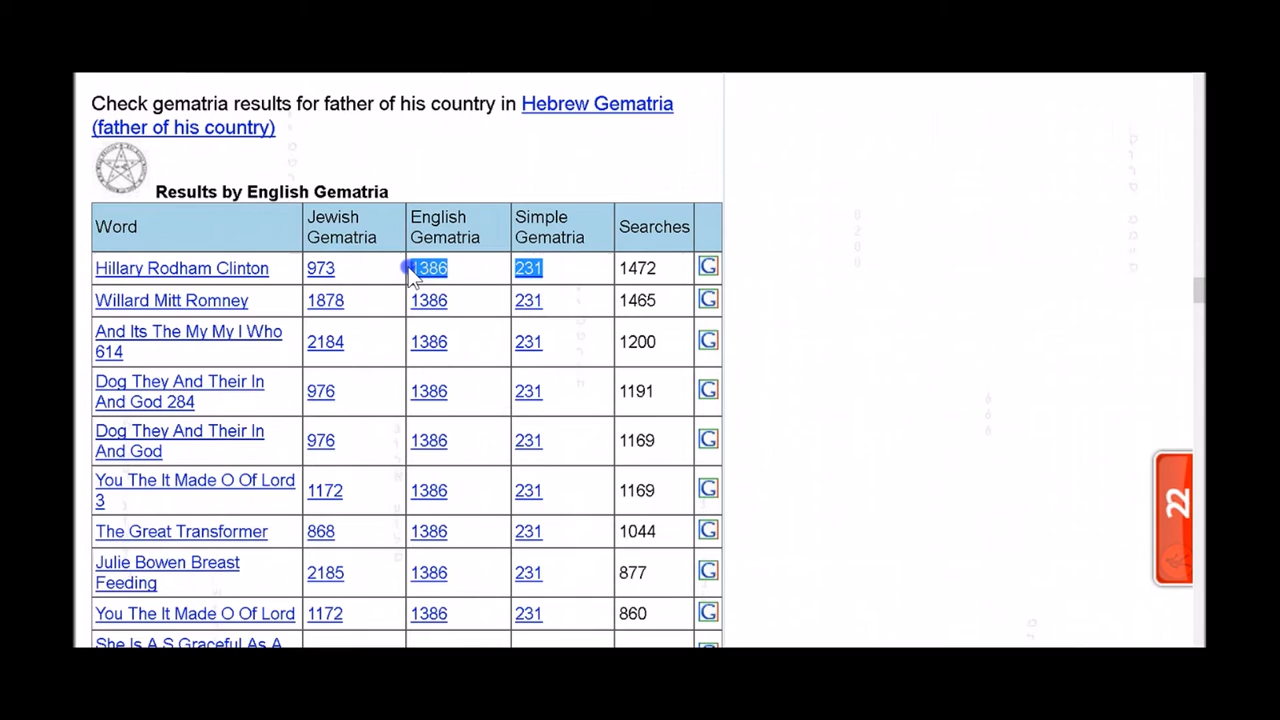 Check gematria results for father of his country in Hebrew Gematria
(father of his country)
Results by English Gematria
Word Jewish Gematria English Gematria Simple Gematria Searches
Hillary Rodham Clinton 973 1386 231 1472 G
Willard Mitt Romney 1878 1386 231 1465 G
And Its The My My I Who
614 2184 1386 231 1200 G
Dog They And Their In
And God 284 976 1386 231 1191 G
Dog They And Their In
And God 976 1386 231 1169 G
You The It Made O Of Lord
3 1172 1386 231 1169 G
The Great Transformer 868 1386 231 1044 G
Julie Bowen Breast
Feeding 2185 1386 231 877 G
You The It Made O Of Lord 1172 1386 231 860 G
She Is A S Graceful As A
22